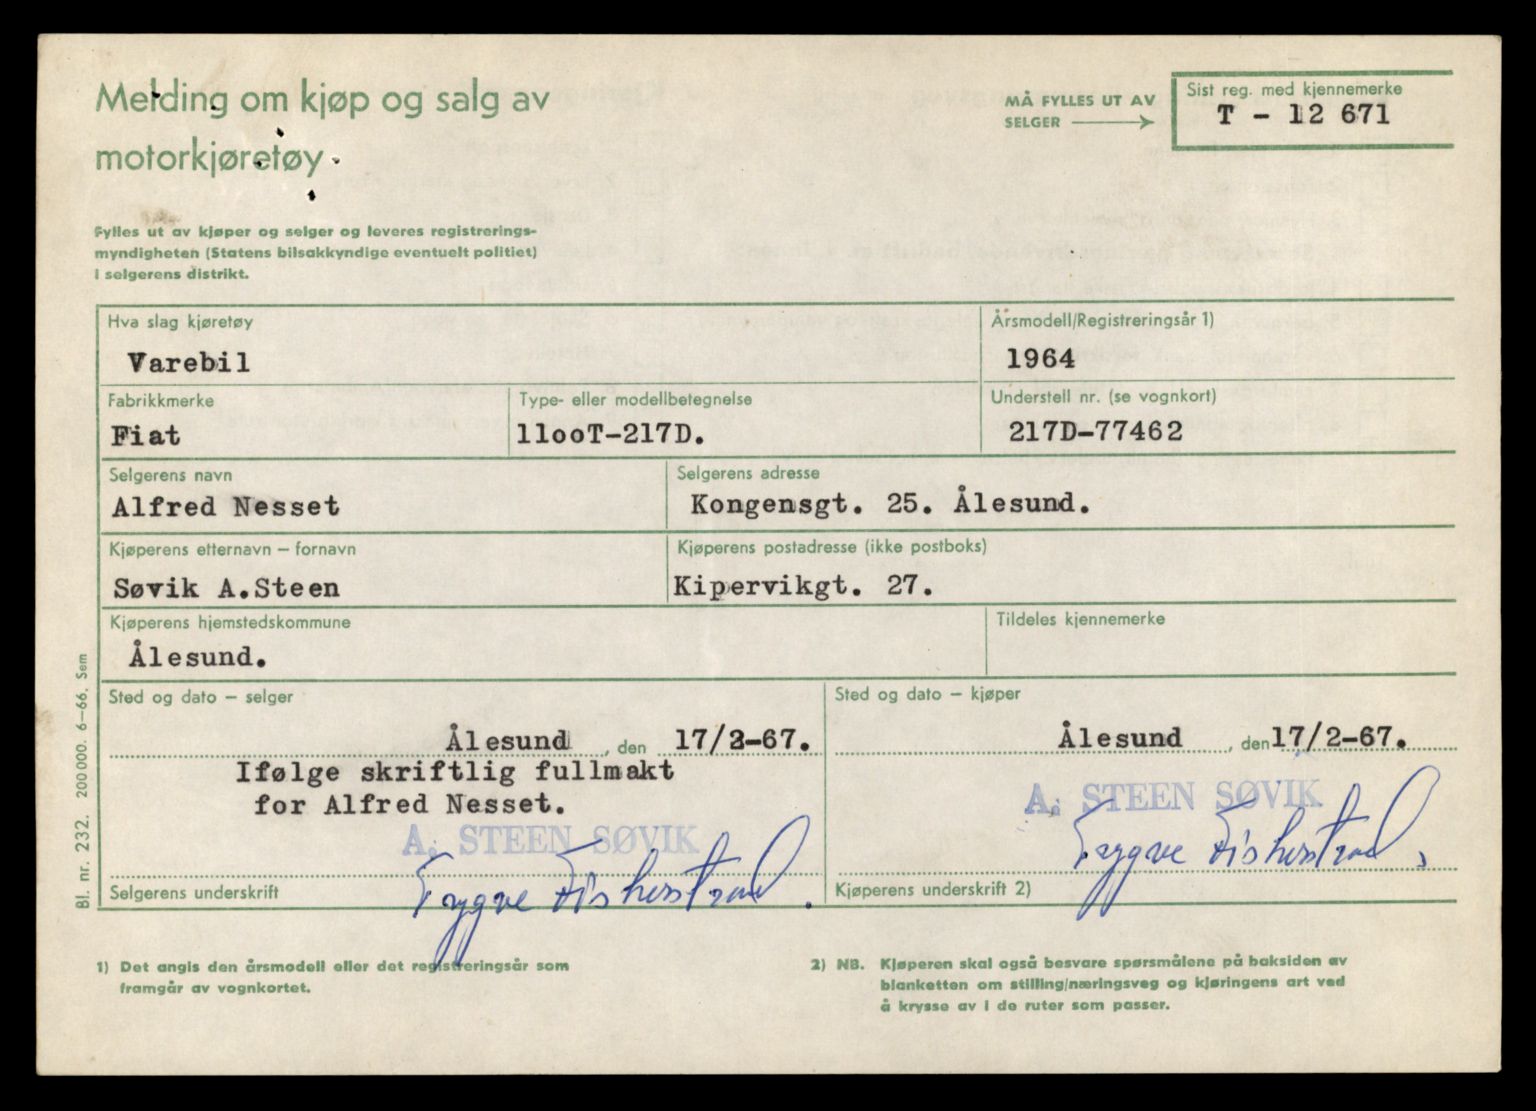 Melding om kjøp og salg av
motorkjøretøy
MÅ FYLLES UT AV
SELGER
Sist reg. med kjennemerke
T - 12 671
Fylles ut av kjøper og selger og leveres registrerings-
myndigheten (Statens bilsakkyndige eventuelt politiet)
i selgerens distrikt.
Hva slag kjøretøy
Varebil
Årsmodell/Registreringsår 1)
1964
Fabrikkmerke
Fiat
Type- eller modellbetegnelse
11ooT-217D.
Understell nr. (se vognkort)
217D-77462
Selgerens navn
Alfred Nesset
Selgerens adresse
Kongensgt. 25. Ålesund.
Kjøperens etternavn – fornavn
Søvik A.Steen
Kjøperens postadresse (ikke postboks)
Kipervikgt. 27.
Kjøperens hjemstedskommune
Ålesund.
Tildeles kjennemerke
Sted og dato – selger
Ålesund, den 17/2-67.
Ifølge skriftlig fullmakt
for Alfred Nesset.
A. STEEN SØVIK
Trygve Fiskerstrand.
Selgerens underskrift
Sted og dato – kjøper
Ålesund, den 17/2-67.
A. STEEN SØVIK
Trygve Fiskerstrand.
Kjøperens underskrift 2)
1) Det angis den årsmodell eller det registreringsår som
framgår av vognkortet.
2) NB. Kjøperen skal også besvare spørsmålene på baksiden av
blanketten om stilling/næringsveg og kjøringens art ved
å krysse av i de ruter som passer.
Bl. nr. 232. 200 000. 6–66. Sem